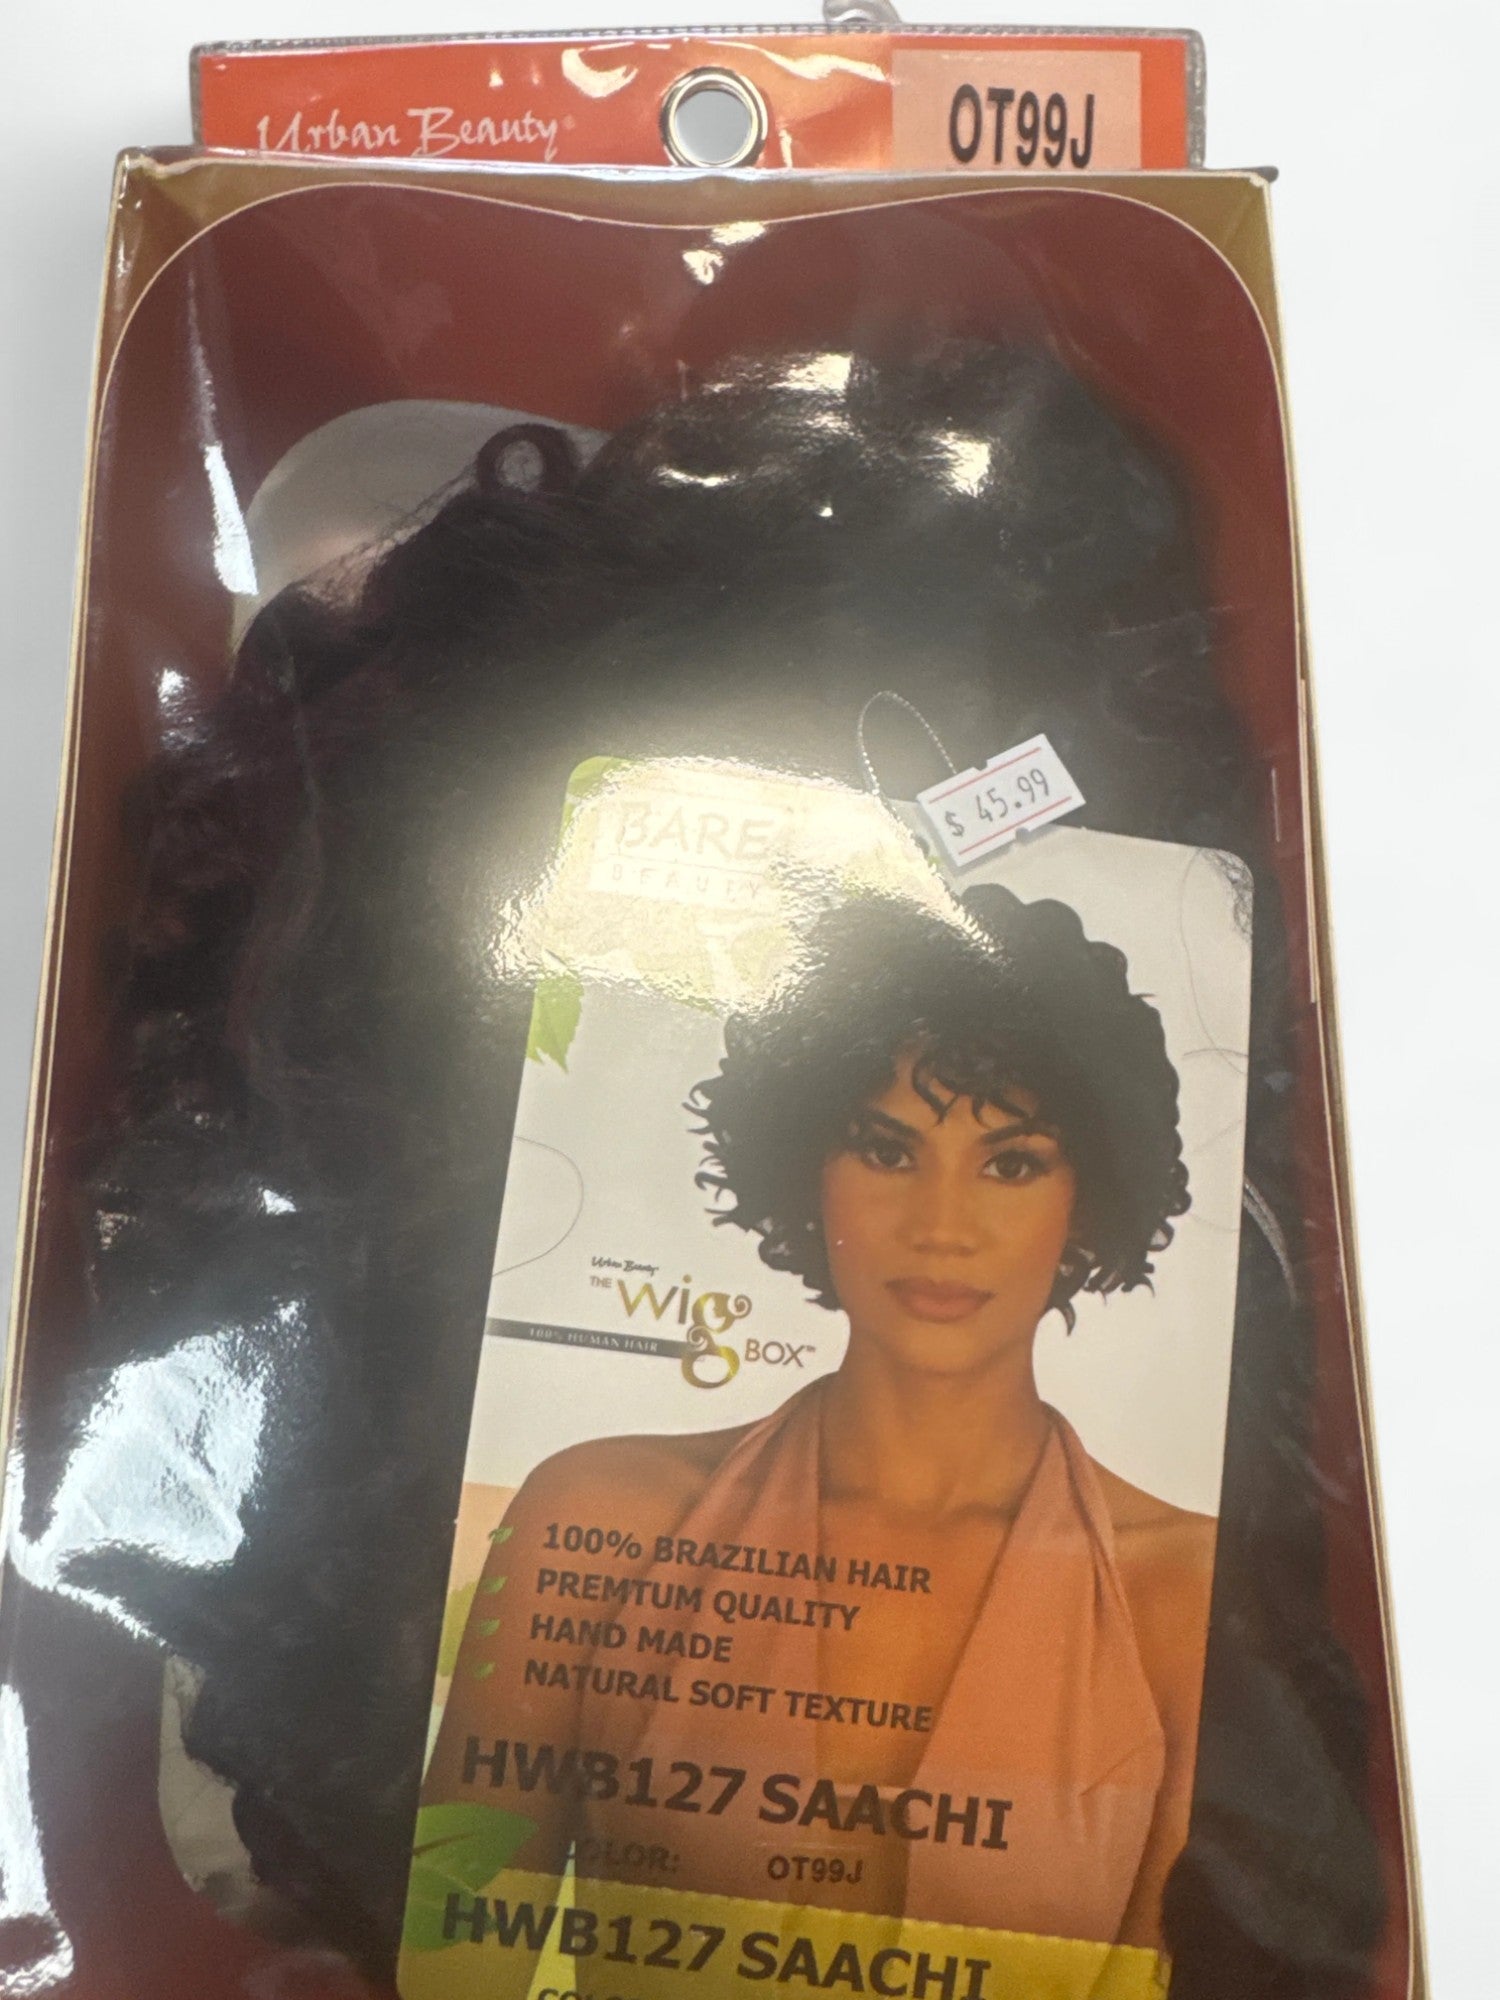 Urban Beauty
OT99J
$ 45.99
BARE
BEAUTY
Urban Beauty
THE wig BOX™
100% HUMAN HAIR
100% BRAZILIAN HAIR
PREMTUM QUALITY
HAND MADE
NATURAL SOFT TEXTURE
HWB127 SAACHI
COLOR: OT99J
HWB127 SAACHI